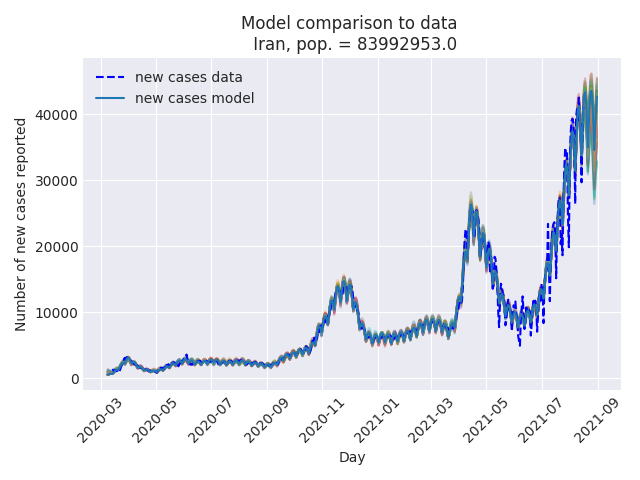 Model comparison to data
Iran, pop. = 83992953.0
new cases data
new cases model
Number of new cases reported
40000
30000
20000
10000
0
2020-03
2020-05
2020-07
2020-09
2020-11
2021-01
2021-03
2021-05
2021-07
2021-09
Day